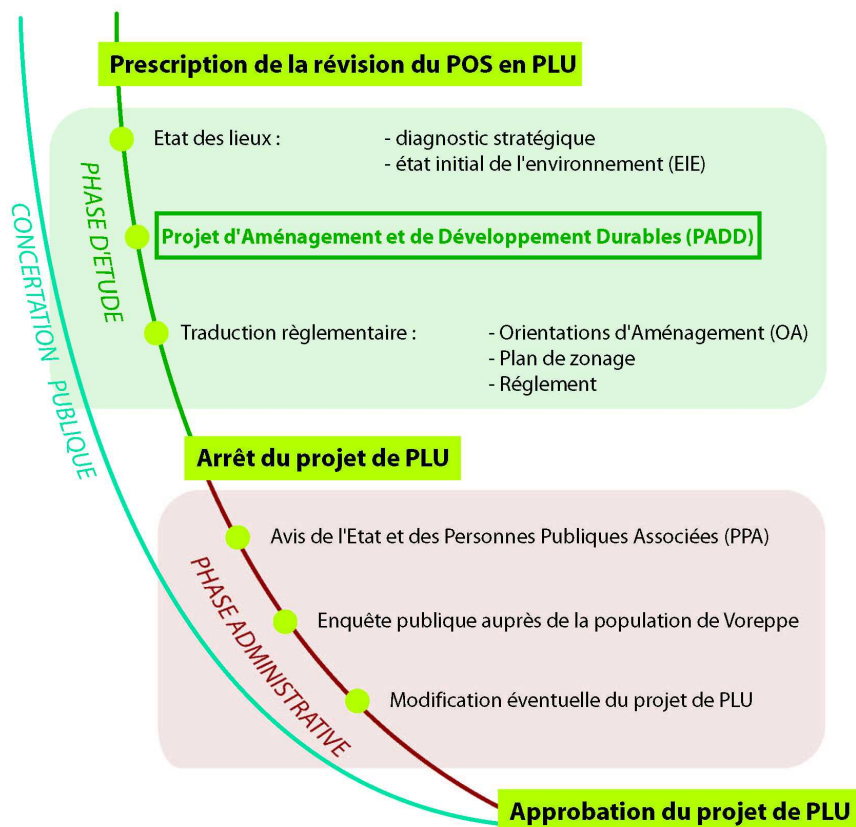 Prescription de la révision du POS en PLU
Etat des lieux : - diagnostic stratégique
- état initial de l'environnement (EIE)
PHASE D'ETUDE
CONCERTATION PUBLIQUE
Projet d'Aménagement et de Développement Durables (PADD)
Traduction règlementaire : - Orientations d'Aménagement (OA)
- Plan de zonage
- Réglement
Arrêt du projet de PLU
Avis de l'Etat et des Personnes Publiques Associées (PPA)
PHASE ADMINISTRATIVE
Enquête publique auprès de la population de Voreppe
Modification éventuelle du projet de PLU
Approbation du projet de PLU